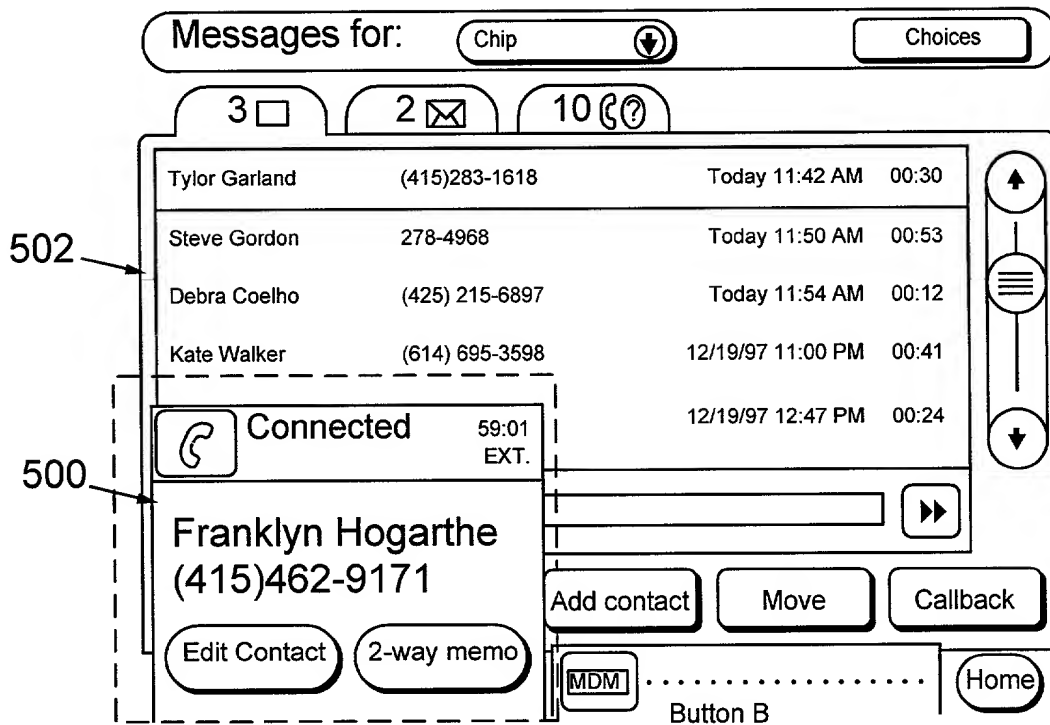 Messages for: Chip Choices
3 2 10 ?
Tylor Garland (415)283-1618 Today 11:42 AM 00:30
Steve Gordon 278-4968 Today 11:50 AM 00:53
502
Debra Coelho (425) 215-6897 Today 11:54 AM 00:12
Kate Walker (614) 695-3598 12/19/97 11:00 PM 00:41
12/19/97 12:47 PM 00:24
Connected 59:01
EXT.
500
Franklyn Hogarthe
(415)462-9171
Add contact Move Callback
Edit Contact 2-way memo
MDM Home
Button B